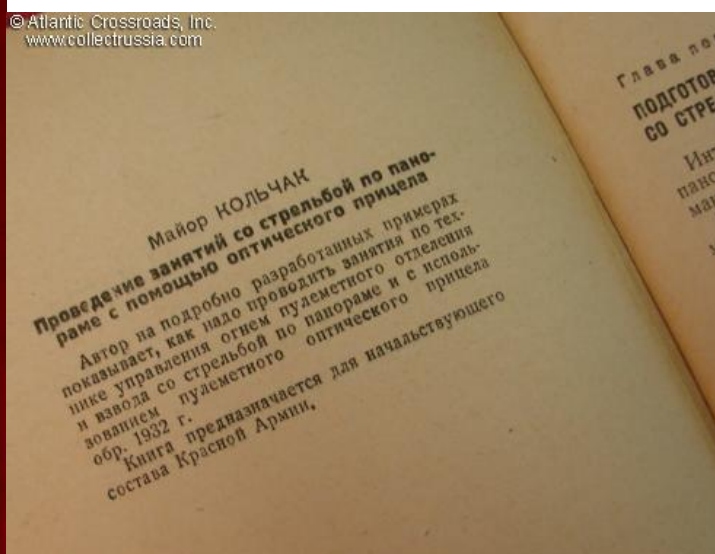 © Atlantic Crossroads, Inc.
www.collectrussia.com
Майор КОЛЬЧАК
Проведение занятий со стрельбой по пано-
раме с помощью оптического прицела
Автор на подробно разработанных примерах
показывает, как надо проводить занятия по тех-
нике управления огнем пулеметного отделения
и взвода со стрельбой по панораме и с исполь-
зованием пулеметного оптического прицела
обр. 1932 г.
Книга предназначается для начальствующего
состава Красной Армии.
Глава
ПОДГОТОВ
СО СТРЕ
Ин
пано
ма